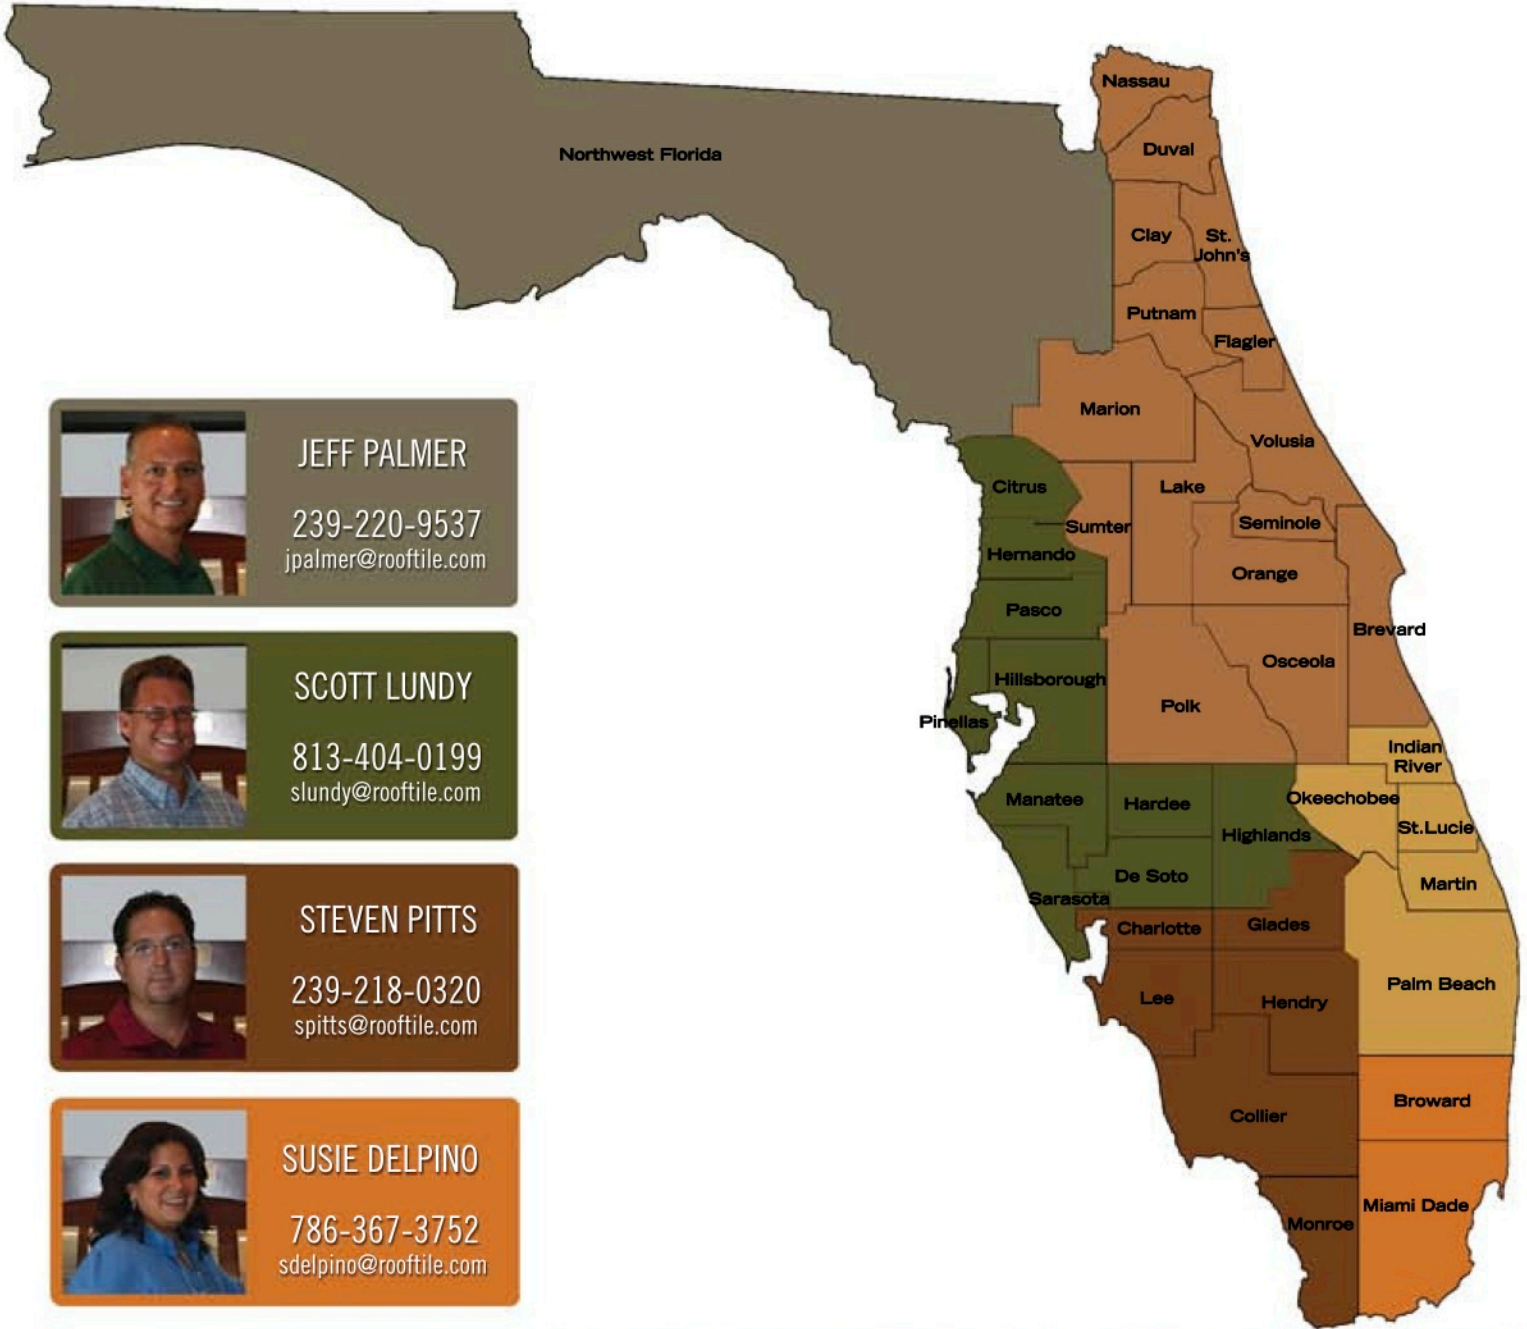 Northwest Florida
Nassau
Duval
Clay
St.
John's
Putnam
Flagler
Marion
Volusia
Citrus
Lake
Sumter
Seminole
Hernando
Orange
Pasco
Brevard
Osceola
Hillsborough
Polk
Pinellas
Indian
River
Manatee
Hardee
Okeechobee
Highlands
St.Lucie
De Soto
Martin
Sarasota
Charlotte
Glades
Palm Beach
Lee
Hendry
Broward
Collier
Miami Dade
Monroe
JEFF PALMER
239-220-9537
jpalmer@rooftile.com
SCOTT LUNDY
813-404-0199
slundy@rooftile.com
STEVEN PITTS
239-218-0320
spitts@rooftile.com
SUSIE DELPINO
786-367-3752
sdelpino@rooftile.com